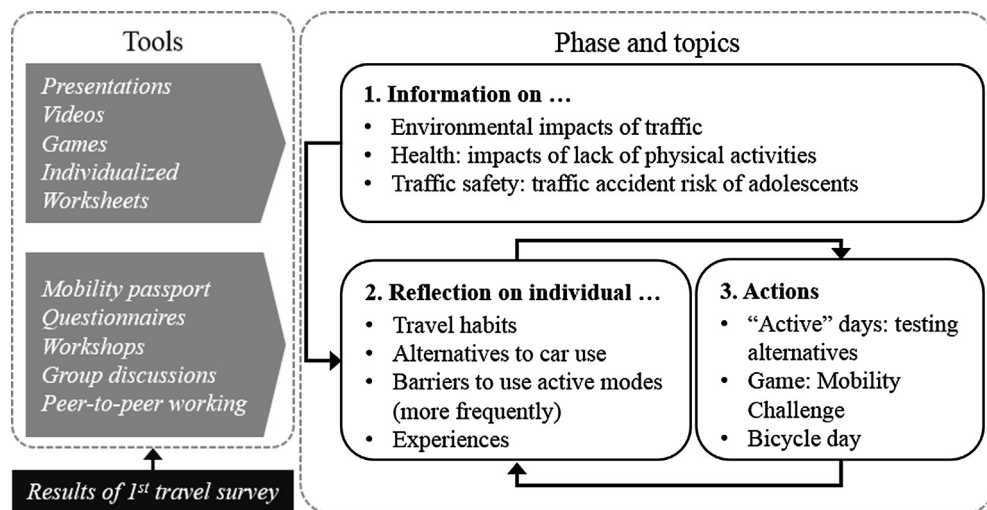 Tools
Presentations
Videos
Games
Individualized
Worksheets
Mobility passport
Questionnaires
Workshops
Group discussions
Peer-to-peer working
Results of 1st travel survey
Phase and topics
1. Information on …
• Environmental impacts of traffic
• Health: impacts of lack of physical activities
• Traffic safety: traffic accident risk of adolescents
2. Reflection on individual …
• Travel habits
• Alternatives to car use
• Barriers to use active modes
(more frequently)
• Experiences
3. Actions
• “Active” days: testing
alternatives
• Game: Mobility
Challenge
• Bicycle day